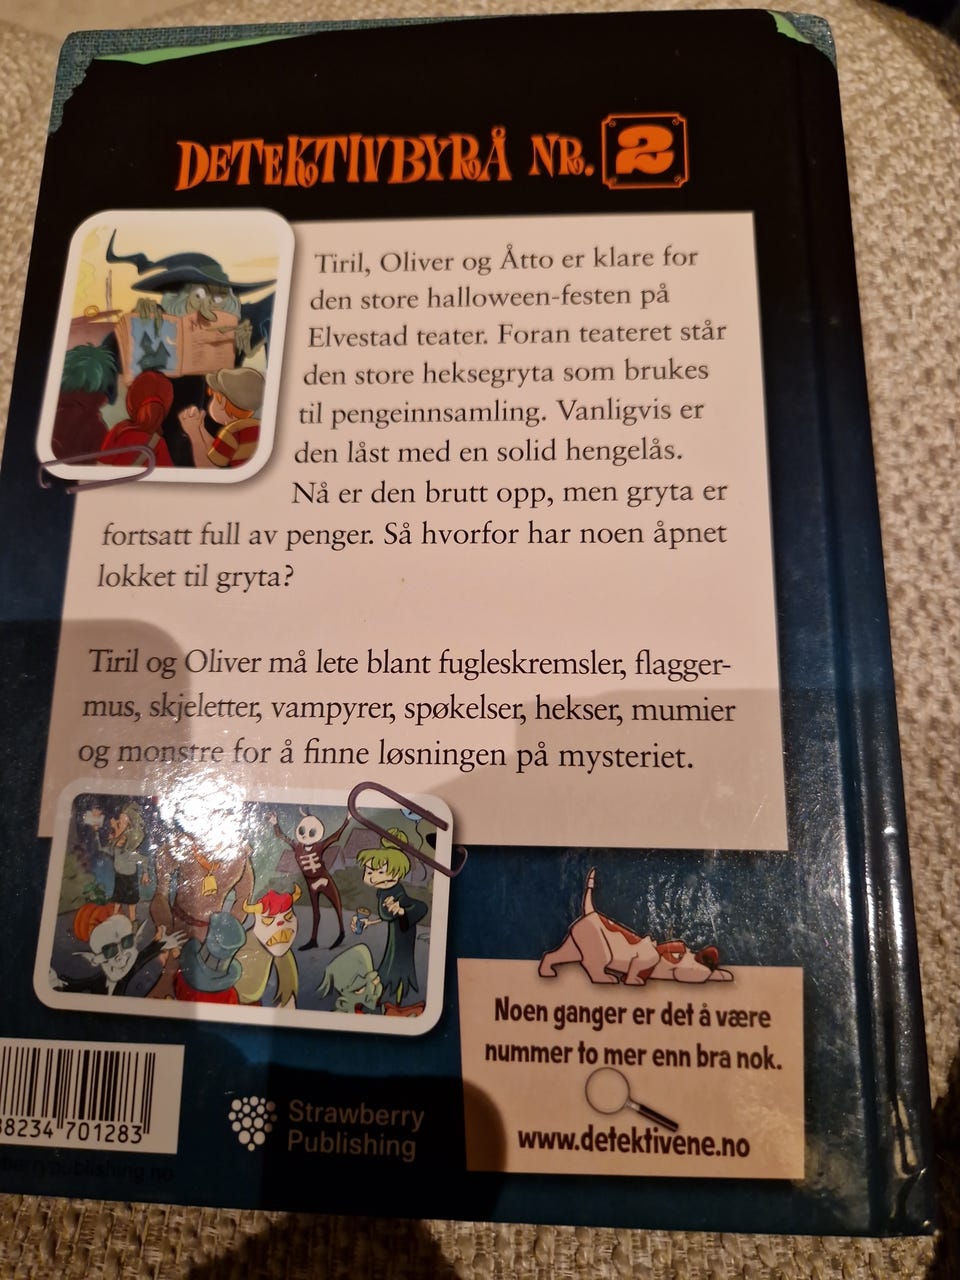 DETEKTIVBYRÅ NR. 2
Tiril, Oliver og Åtto er klare for
den store halloween-festen på
Elvestad teater. Foran teateret står
den store heksegryta som brukes
til pengeinnsamling. Vanligvis er
den låst med en solid hengelås.
Nå er den brutt opp, men gryta er
fortsatt full av penger. Så hvorfor har noen åpnet
lokket til gryta?
Tiril og Oliver må lete blant fugleskremsler, flagger-
mus, skjeletter, vampyrer, spøkelser, hekser, mumier
og monstre for å finne løsningen på mysteriet.
Noen ganger er det å være
nummer to mer enn bra nok.
www.detektivene.no
Strawberry
Publishing
88234 701283
berrypublishing.no